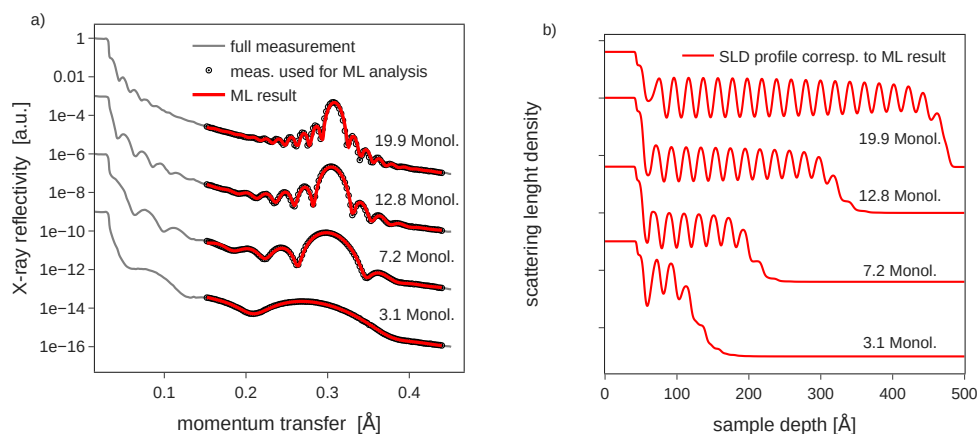 a)
X-ray reflectivity [a.u.]
1
0.01
1e−4
1e−6
1e−8
1e−10
1e−12
1e−14
1e−16
full measurement
meas. used for ML analysis
ML result
19.9 Monol.
12.8 Monol.
7.2 Monol.
3.1 Monol.
0.1 0.2 0.3 0.4
momentum transfer [Å]
b)
scattering lenght density
SLD profile corresp. to ML result
19.9 Monol.
12.8 Monol.
7.2 Monol.
3.1 Monol.
0 100 200 300 400 500
sample depth [Å]